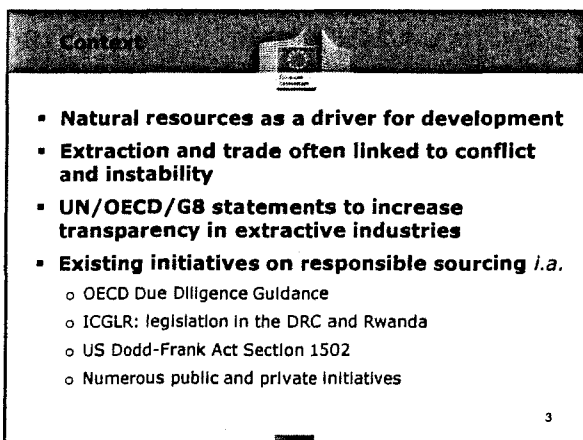 Context
▪ Natural resources as a driver for development
▪ Extraction and trade often linked to conflict
and instability
▪ UN/OECD/G8 statements to increase
transparency in extractive industries
▪ Existing initiatives on responsible sourcing i.a.
o OECD Due Diligence Guidance
o ICGLR: legislation in the DRC and Rwanda
o US Dodd-Frank Act Section 1502
o Numerous public and private initiatives
3